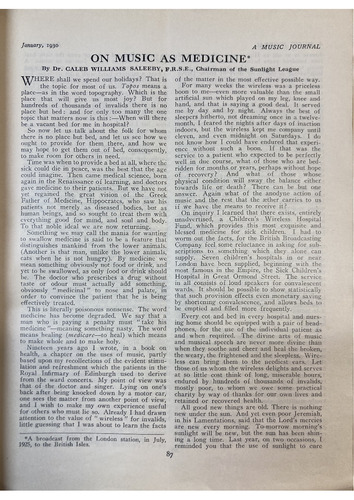 January, 1930
A MUSIC JOURNAL
ON MUSIC AS MEDICINE*
By Dr. CALEB WILLIAMS SALEEBY, F.R.S.E., Chairman of the Sunlight League
WHERE shall we spend our holidays? That is
the topic for most of us. Topos means a
place—as in the word topography. Which is the
place that will give us most joy? But for
hundreds of thousands of invalids there is no
place but bed: and for only too many the one
topic that matters now is this:—When will there
be a vacant bed for me in hospital?
So now let us talk about the folk for whom
there is no place but bed, and let us see how we
ought to provide for them there, and how we
may hope to get them out of bed, consequently,
to make room for others in need.
Time was when to provide a bed at all, where the
sick could die in peace, was the best that the age
could imagine. Then came medical science, born
again in the Renaissance of learning, and doctors
gave medicine to their patients. But we have as
yet regained the great vision of the Greek
Father of Medicine, Hippocrates, who saw his
patients not merely as diseased bodies, but as
human beings, and so sought to treat them with
everything good for mind, and soul and body.
To that noble ideal we are now returning.
Something we may call the mania for wanting
to swallow medicine is said to be a feature that
distinguishes mankind from the lower animals.
(Another is that man, unlike the lower animals,
eats when he is not hungry). By medicine we
mean something obviously not food or drink, and
yet to be swallowed, as only food or drink should
be. The doctor who prescribes a drug without
taste or odour must actually add something,
obviously "medicinal" to nose and palate, in
order to convince the patient that he is being
effectively treated.
This is literally poisonous nonsense. The word
medicine has become degraded. We say that a
man who is paying a penalty must "take his
medicine"—meaning something nasty. The word
means healing (medicare—to heal) which means
to make whole and to make holy.
Nineteen years ago I wrote, in a book on
health, a chapter on the uses of music, partly
based upon my recollections of the evident stimu-
lation and refreshment which the patients in the
Royal Infirmary of Edinburgh used to derive
from the ward concerts. My point of view was
that of the doctor and singer. Lying on one's
back after being knocked down by a motor car,
one sees the matter from another point of view,
and I wish to make my own experience useful
for others who must lie so. Already I had drawn
attention to the value of "wireless" for invalids,
little guessing that I was about to learn the facts
*A broadcast from the London station, in July,
1925, to the British Isles.
of the matter in the most effective way possible.
For many weeks the wireless was a priceless
boon, even more valuable than the small
artificial sun which played on my leg, knee and
hand, and that is saying a good deal. It served
me by day and by night. Always the best of
sleepers hitherto, not dreaming once in a twelve-
month, I feared the nights after days of inertion
indoors, but the wireless kept me company until
eleven, and even midnight on Saturdays. I do
not know how I could have endured that experi-
ence without such a boon. If that was the
service to a patient who expected to be perfectly
well in due course, what of those who are bed-
ridden for months or years, perhaps without hope
of recovery? And what of those whose
physical condition will sway the balance either
towards life or death? There can be but one
answer. Again what of the anodyne action of
music and the rest that the ether carries to us
if we have the means to receive it?
On inquiry I learned that there exists, entirely
unadvertised, a Children's Wireless Hospital
Fund, which provides this most exquisite and
blessed medicine for sick children. I had to
worm out the facts, for the British Broadcasting
Company feel some reluctance in asking for sub-
scriptions to something which they themselves
supply. Seven children's hospitals in or near
London have been supplied, beginning with the
most famous in the Empire, the Sick Children's
Hospital in Great Ormond Street. The service
in all consists of loud speakers for convalescent
wards. It should be possible to show statistically
that such provision effects even monetary saving
by shortening convalescence, and allows beds to
be emptied and filled more frequently.
Every cot and bed in every hospital and nurs-
ing home should be equipped with a pair of head-
phones, for the use of the individual patient as
and when required. The divine arts of music
and musical speech are never more divine than
when they soothe and cheer and heal the healing,
the weary, the frightened and the sleepless. Wire-
less can bring them to the neediest ears. Let
those of us whom the wireless delights and serves
at so little cost think of long, miserable hours,
endured by hundreds of thousands of invalids,
mostly poor, to whom we owe some practical
charity by way of thanks for our own lives and
retained or recovered health.
All good new things are old. There is nothing
new under the sun. And yet even poor Jeremiah,
in his Lamentations, said that the Lord's mercies
are new every morning. To-morrow morning's
sunlight will be new, but the sun has been shin-
ing a long time. Last year, on two occasions, I
reminded you that the use of sunlight to cure
87